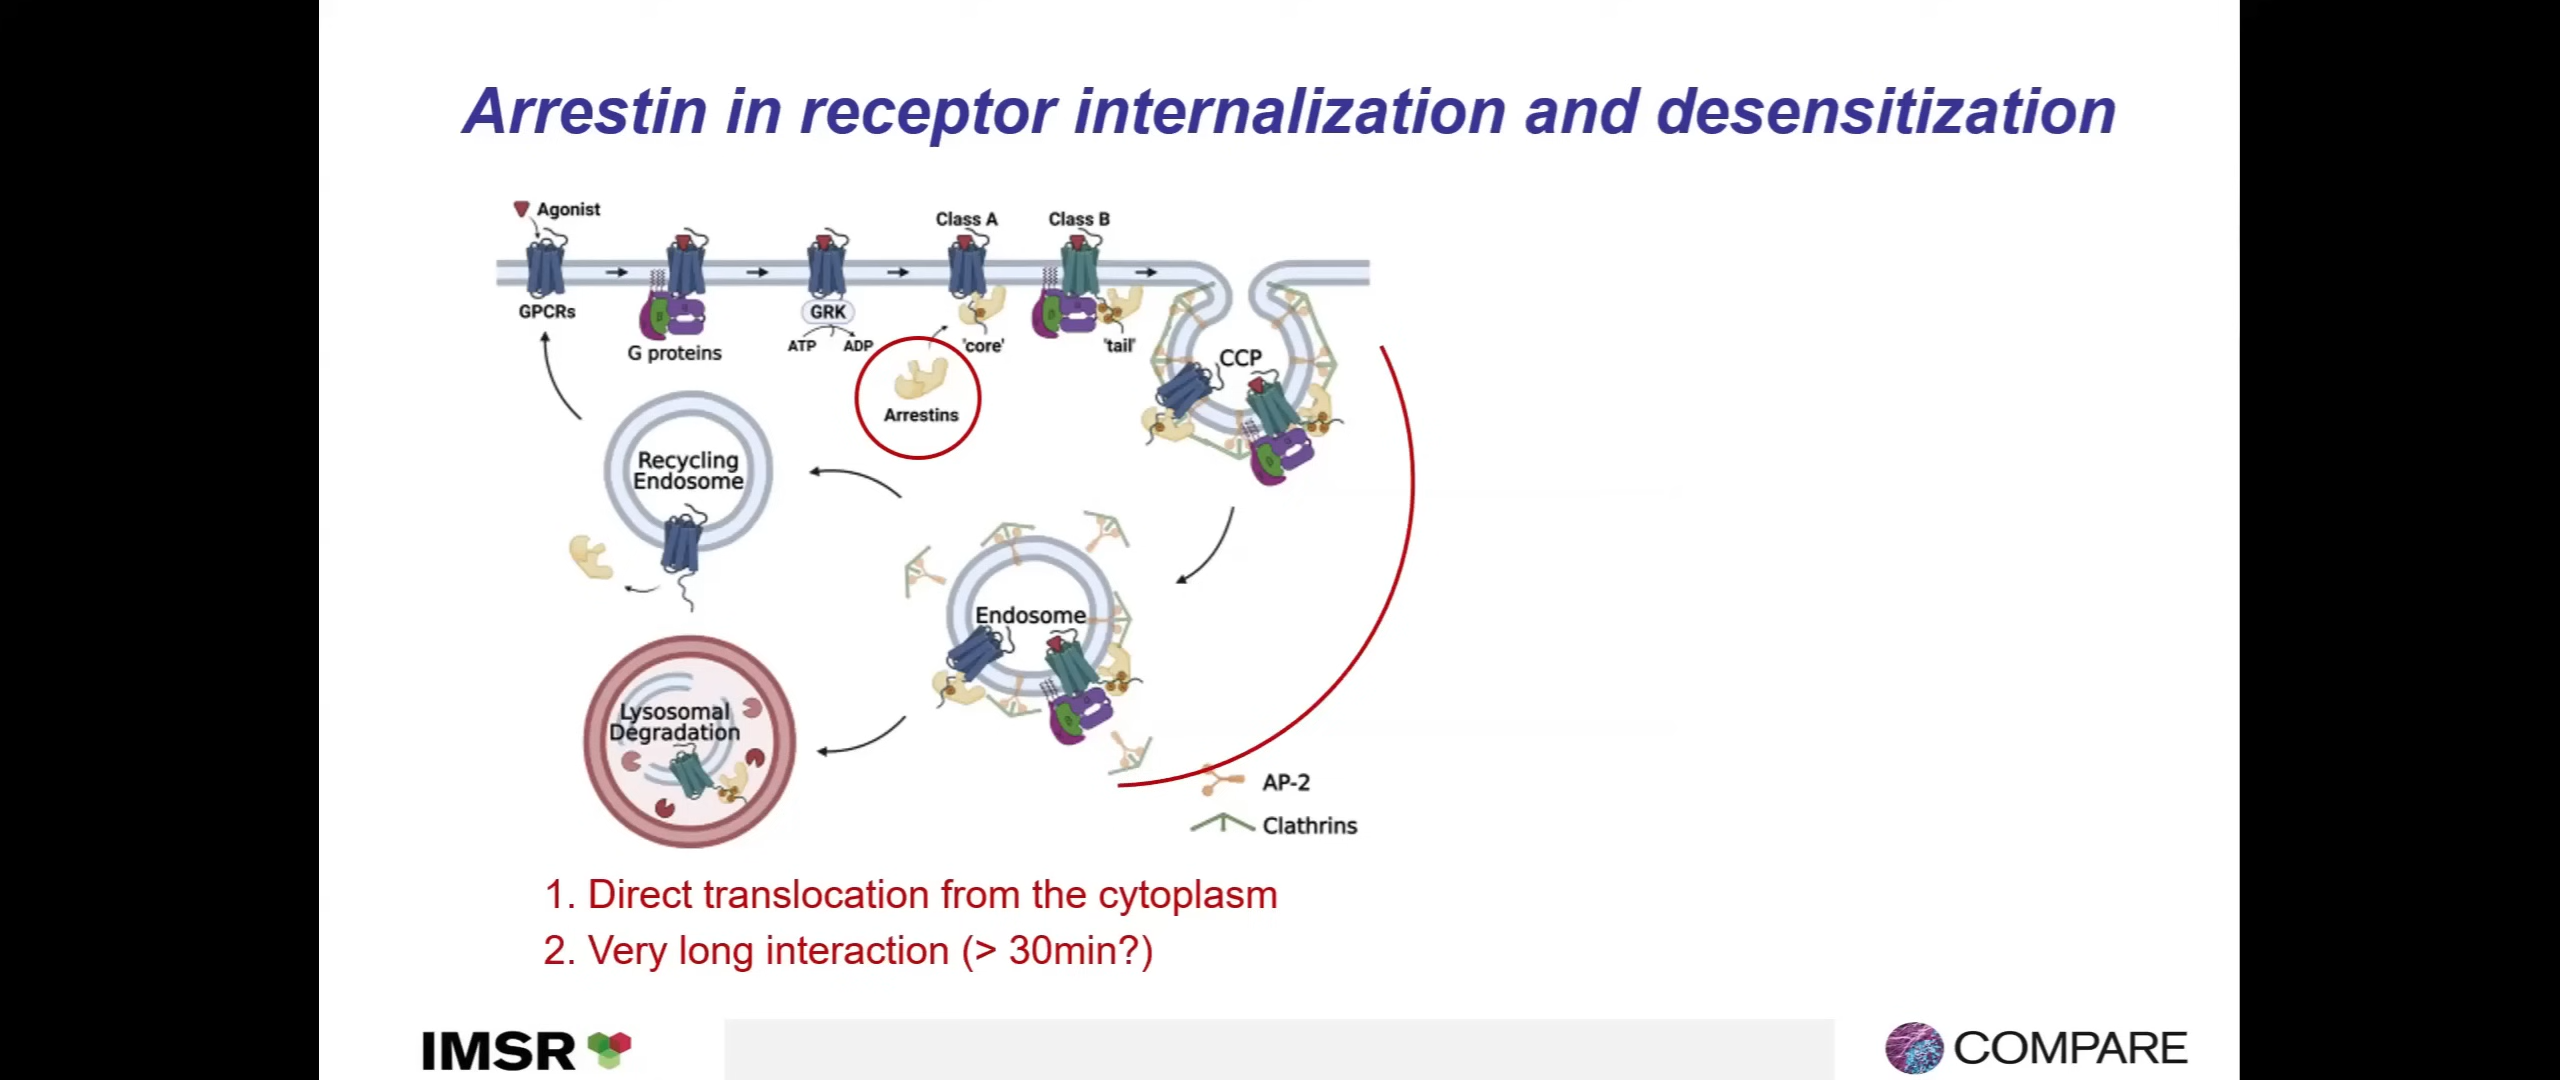 Arrestin in receptor internalization and desensitization
Agonist
Class A
Class B
GPCRs
GRK
G proteins
ATP
ADP
'core'
'tail'
CCP
Arrestins
Recycling
Endosome
Endosome
Lysosomal
Degradation
AP-2
Clathrins
1. Direct translocation from the cytoplasm
2. Very long interaction (> 30min?)
IMSR
COMPARE